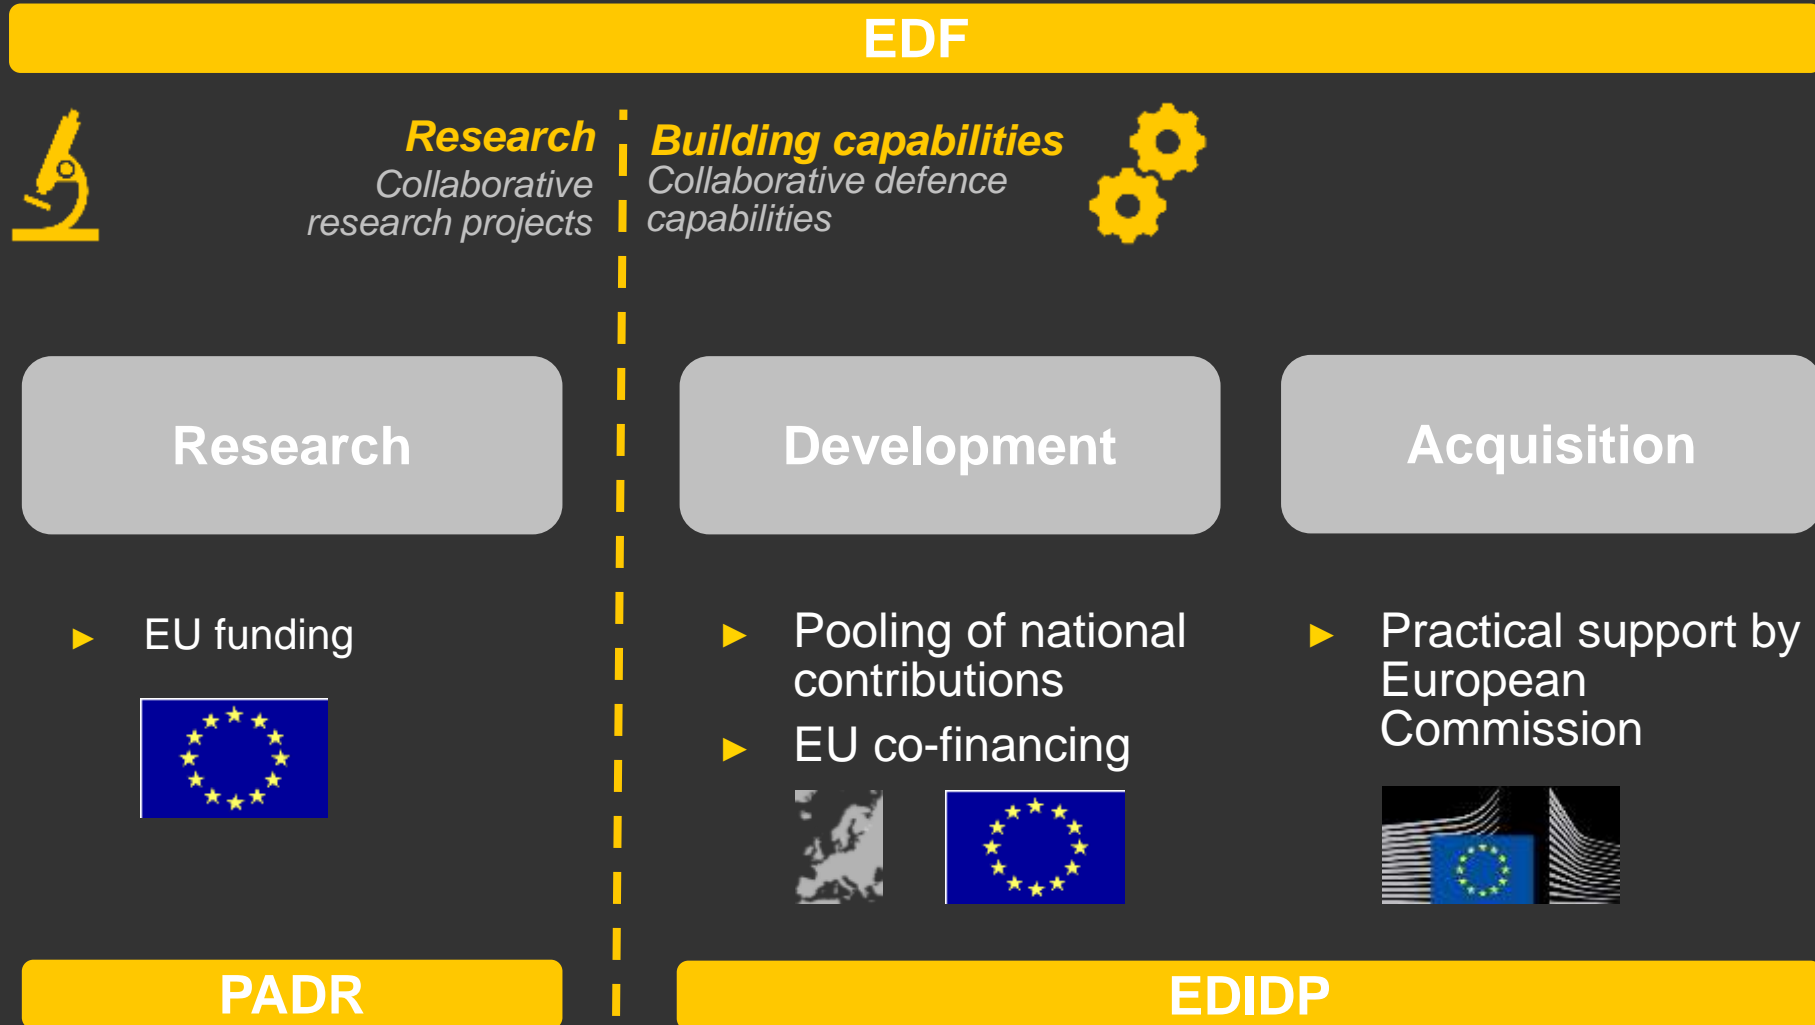 EDF
Research
Collaborative
research projects
Building capabilities
Collaborative defence
capabilities
Research
Development
Acquisition
► EU funding
► Pooling of national
contributions
► EU co-financing
► Practical support by
European
Commission
PADR
EDIDP